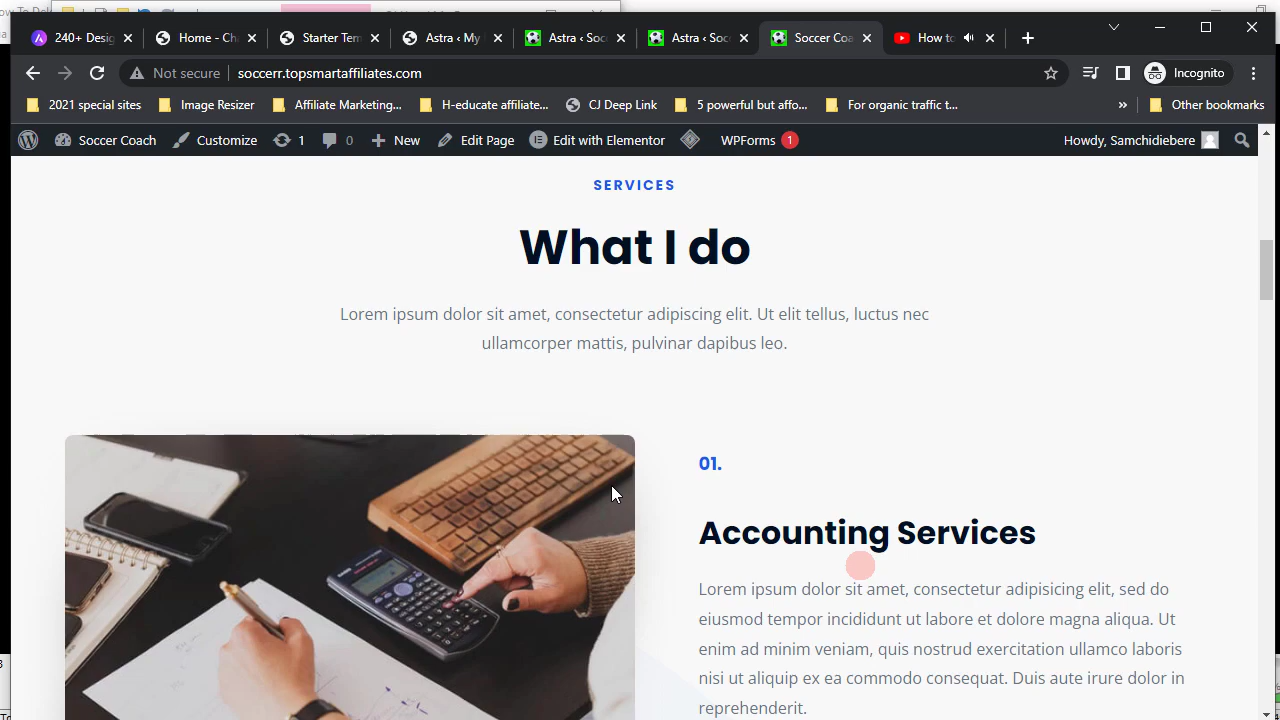 240+ Desig
Home - Ch
Starter Tem
Astra ‹ My
Astra ‹ Soc
Astra ‹ Soc
Soccer Coa
How to
Not secure
soccerr.topsmartaffiliates.com
Incognito
2021 special sites
Image Resizer
Affiliate Marketing...
H-educate affiliate...
CJ Deep Link
5 powerful but affo...
For organic traffic t...
»
Other bookmarks
Soccer Coach
Customize
1
0
New
Edit Page
Edit with Elementor
WPForms 1
Howdy, Samchidiebere
SERVICES
What I do
Lorem ipsum dolor sit amet, consectetur adipiscing elit. Ut elit tellus, luctus nec
ullamcorper mattis, pulvinar dapibus leo.
01.
Accounting Services
Lorem ipsum dolor sit amet, consectetur adipisicing elit, sed do
eiusmod tempor incididunt ut labore et dolore magna aliqua. Ut
enim ad minim veniam, quis nostrud exercitation ullamco laboris
nisi ut aliquip ex ea commodo consequat. Duis aute irure dolor in
reprehenderit.